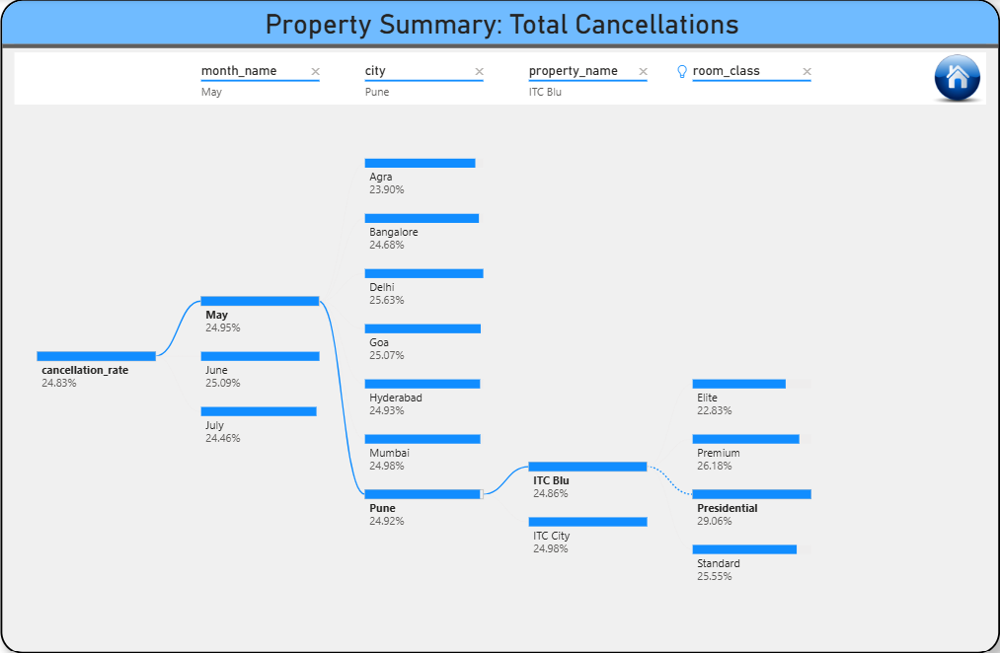 Property Summary: Total Cancellations
month_name
May
city
Pune
property_name
ITC Blu
room_class
cancellation_rate
24.83%
May
24.95%
June
25.09%
July
24.46%
Agra
23.90%
Bangalore
24.68%
Delhi
25.63%
Goa
25.07%
Hyderabad
24.93%
Mumbai
24.98%
Pune
24.92%
ITC Blu
24.86%
ITC City
24.98%
Elite
22.83%
Premium
26.18%
Presidential
29.06%
Standard
25.55%